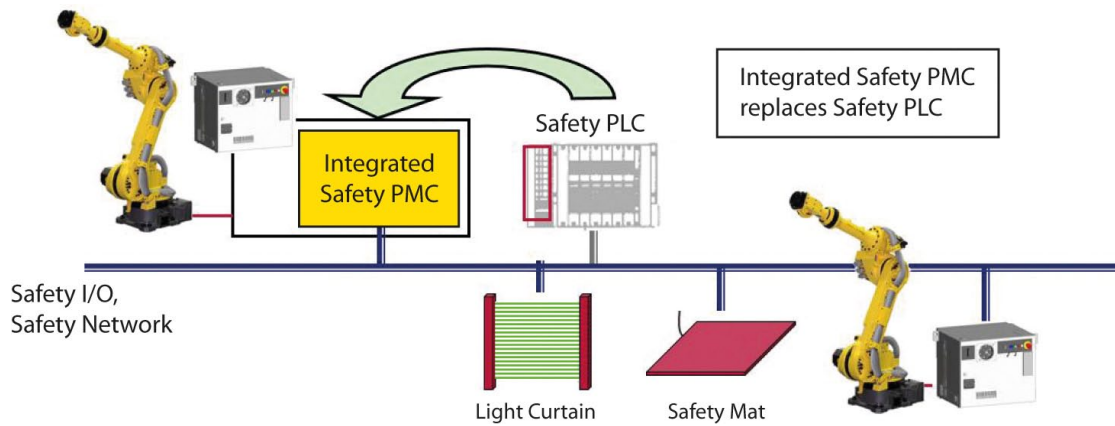 Integrated Safety PMC
replaces Safety PLC
Safety PLC
Integrated
Safety PMC
Safety I/O,
Safety Network
Light Curtain
Safety Mat